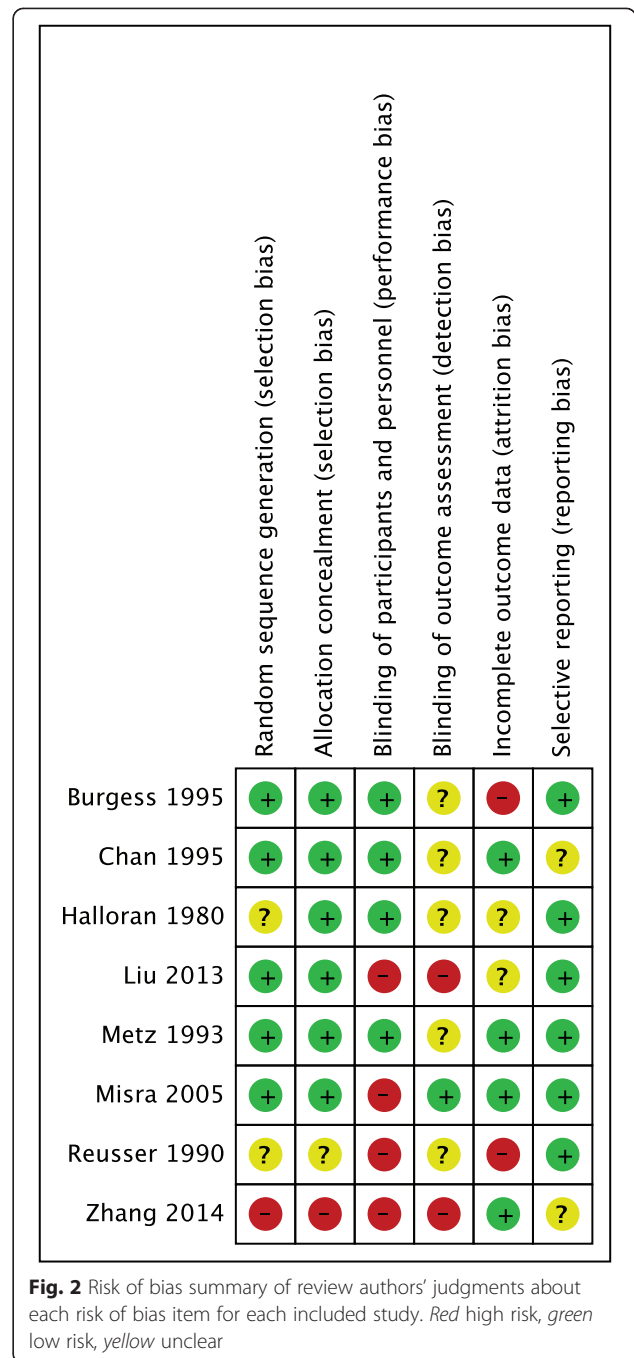 Random sequence generation (selection bias)
Allocation concealment (selection bias)
Blinding of participants and personnel (performance bias)
Blinding of outcome assessment (detection bias)
Incomplete outcome data (attrition bias)
Selective reporting (reporting bias)
Burgess 1995 + + + ? - +
Chan 1995 + + + ? + ?
Halloran 1980 ? + + ? ? +
Liu 2013 + + - - ? +
Metz 1993 + + + ? + +
Misra 2005 + + - + + +
Reusser 1990 ? ? - ? - +
Zhang 2014 - - - - + ?
Fig. 2 Risk of bias summary of review authors' judgments about
each risk of bias item for each included study. Red high risk, green
low risk, yellow unclear